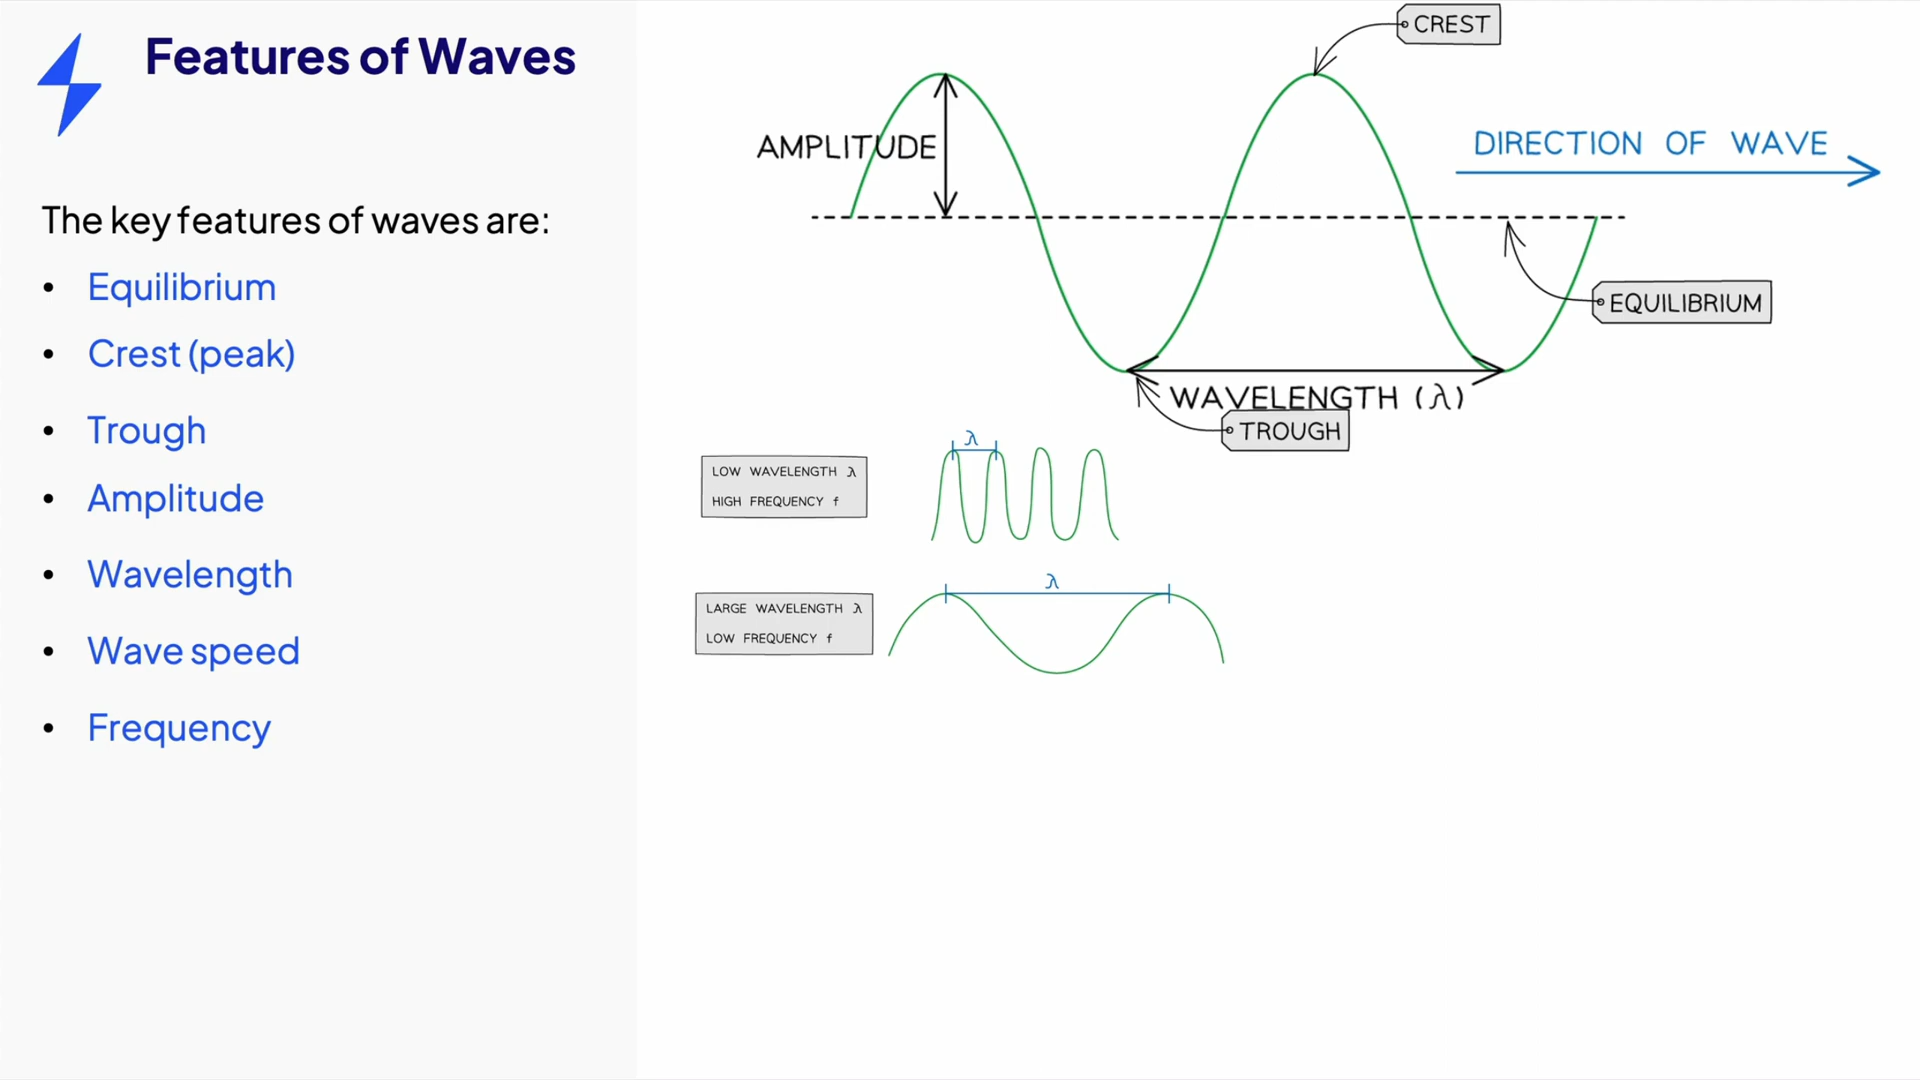 Features of Waves
The key features of waves are:
• Equilibrium
• Crest (peak)
• Trough
• Amplitude
• Wavelength
• Wave speed
• Frequency
CREST
AMPLITUDE
DIRECTION OF WAVE
EQUILIBRIUM
WAVELENGTH (λ)
TROUGH
λ
LOW WAVELENGTH λ
HIGH FREQUENCY f
λ
LARGE WAVELENGTH λ
LOW FREQUENCY f